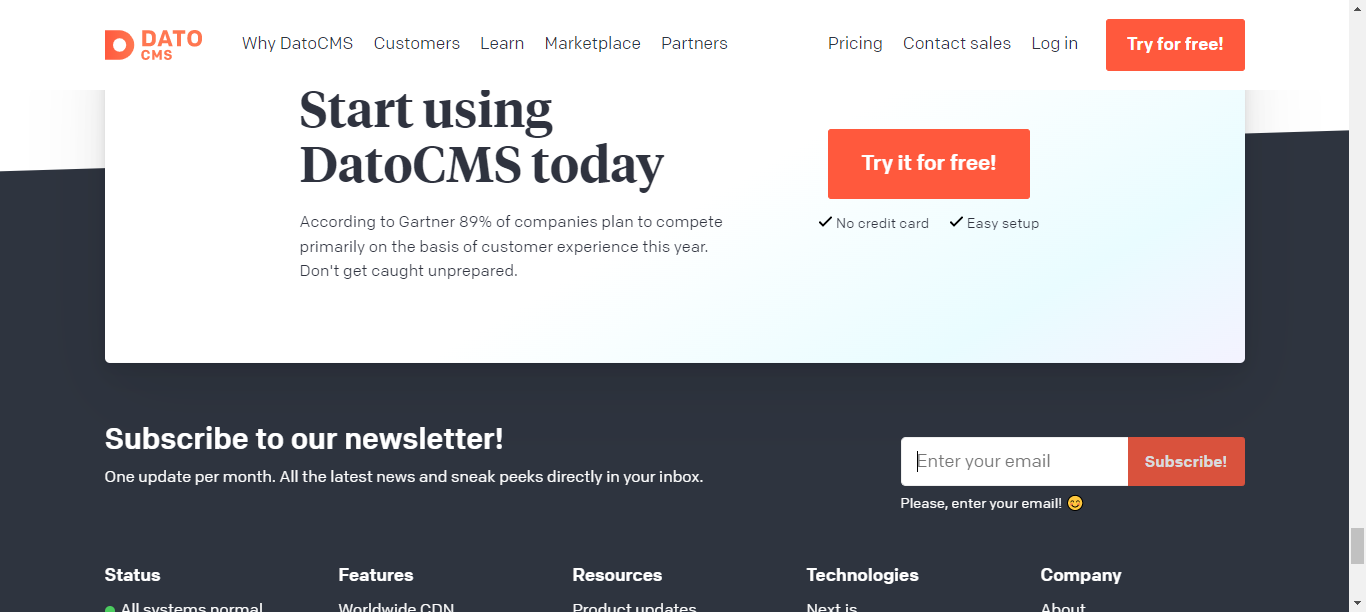 DATO
CMS
Why DatoCMS Customers Learn Marketplace Partners Pricing Contact sales Log in Try for free!
Start using
DatoCMS today
According to Gartner 89% of companies plan to compete
primarily on the basis of customer experience this year.
Don't get caught unprepared.
Try it for free!
No credit card Easy setup
Subscribe to our newsletter!
One update per month. All the latest news and sneak peeks directly in your inbox.
Enter your email Subscribe!
Please, enter your email! 😊
Status Features Resources Technologies Company
All systems normal Worldwide CDN Product updates Next.js About